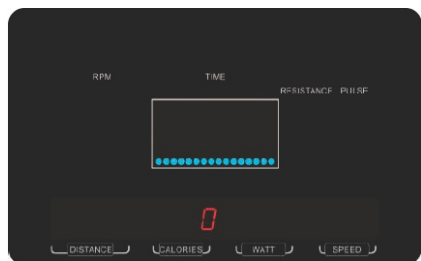 RPM TIME
RESISTANCE PULSE
0
DISTANCE CALORIES WATT SPEED